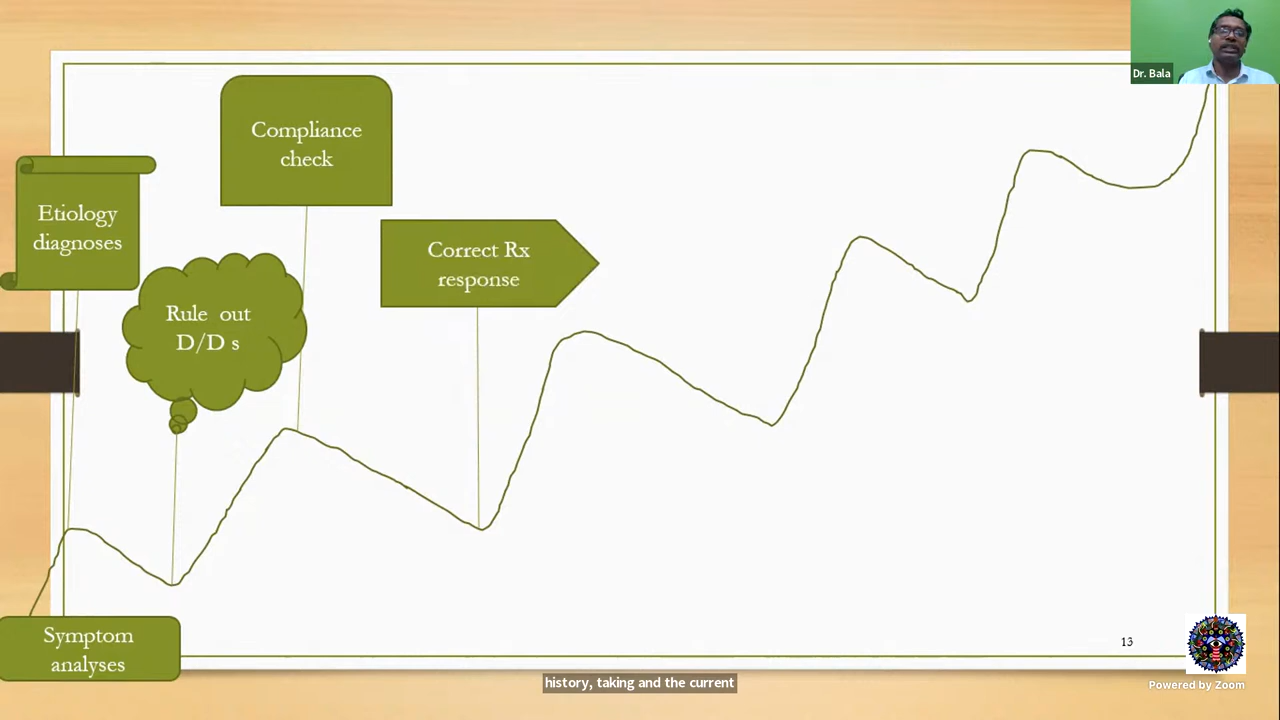 Dr. Bala
Compliance
check
Etiology
diagnoses
Correct Rx
response
Rule out
D/D s
Symptom
analyses
13
history, taking and the current
Powered by Zoom